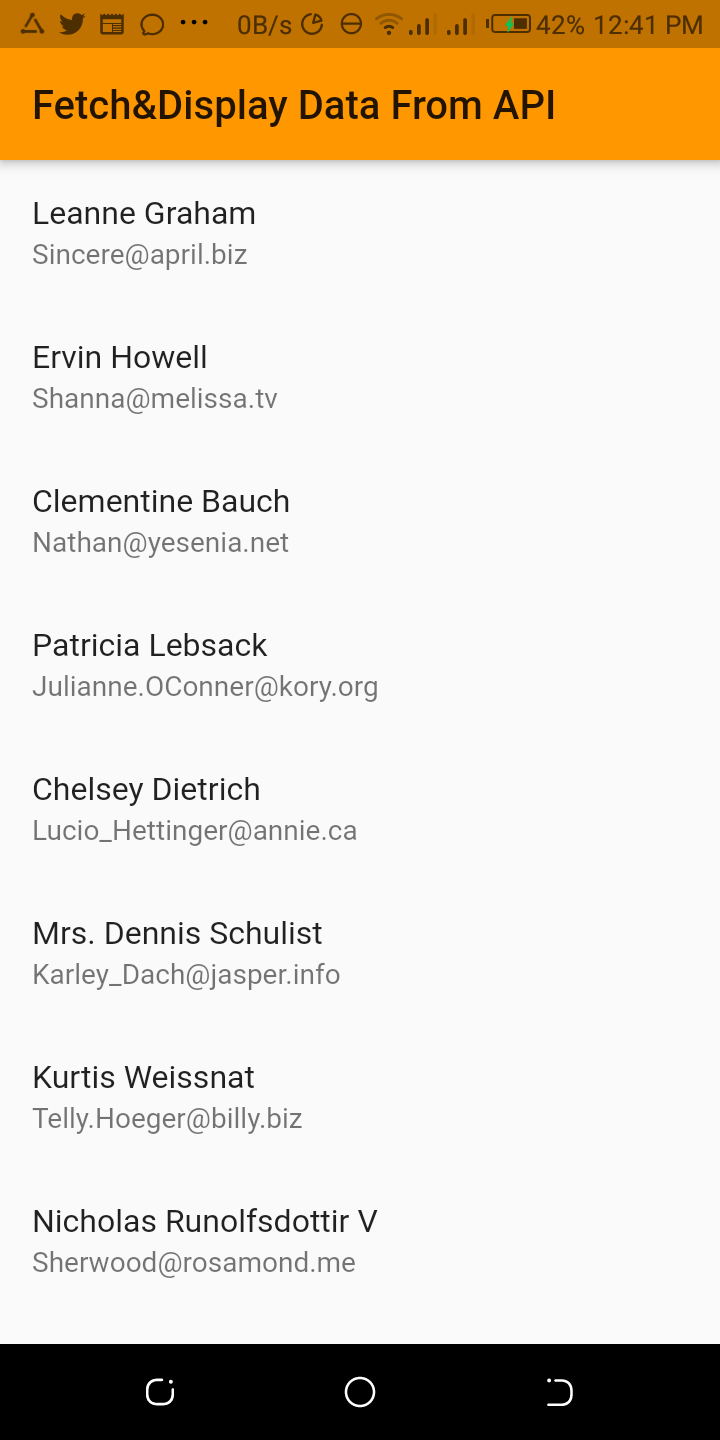 0B/s 42% 12:41 PM
Fetch&Display Data From API
Leanne Graham
Sincere@april.biz
Ervin Howell
Shanna@melissa.tv
Clementine Bauch
Nathan@yesenia.net
Patricia Lebsack
Julianne.OConner@kory.org
Chelsey Dietrich
Lucio_Hettinger@annie.ca
Mrs. Dennis Schulist
Karley_Dach@jasper.info
Kurtis Weissnat
Telly.Hoeger@billy.biz
Nicholas Runolfsdottir V
Sherwood@rosamond.me